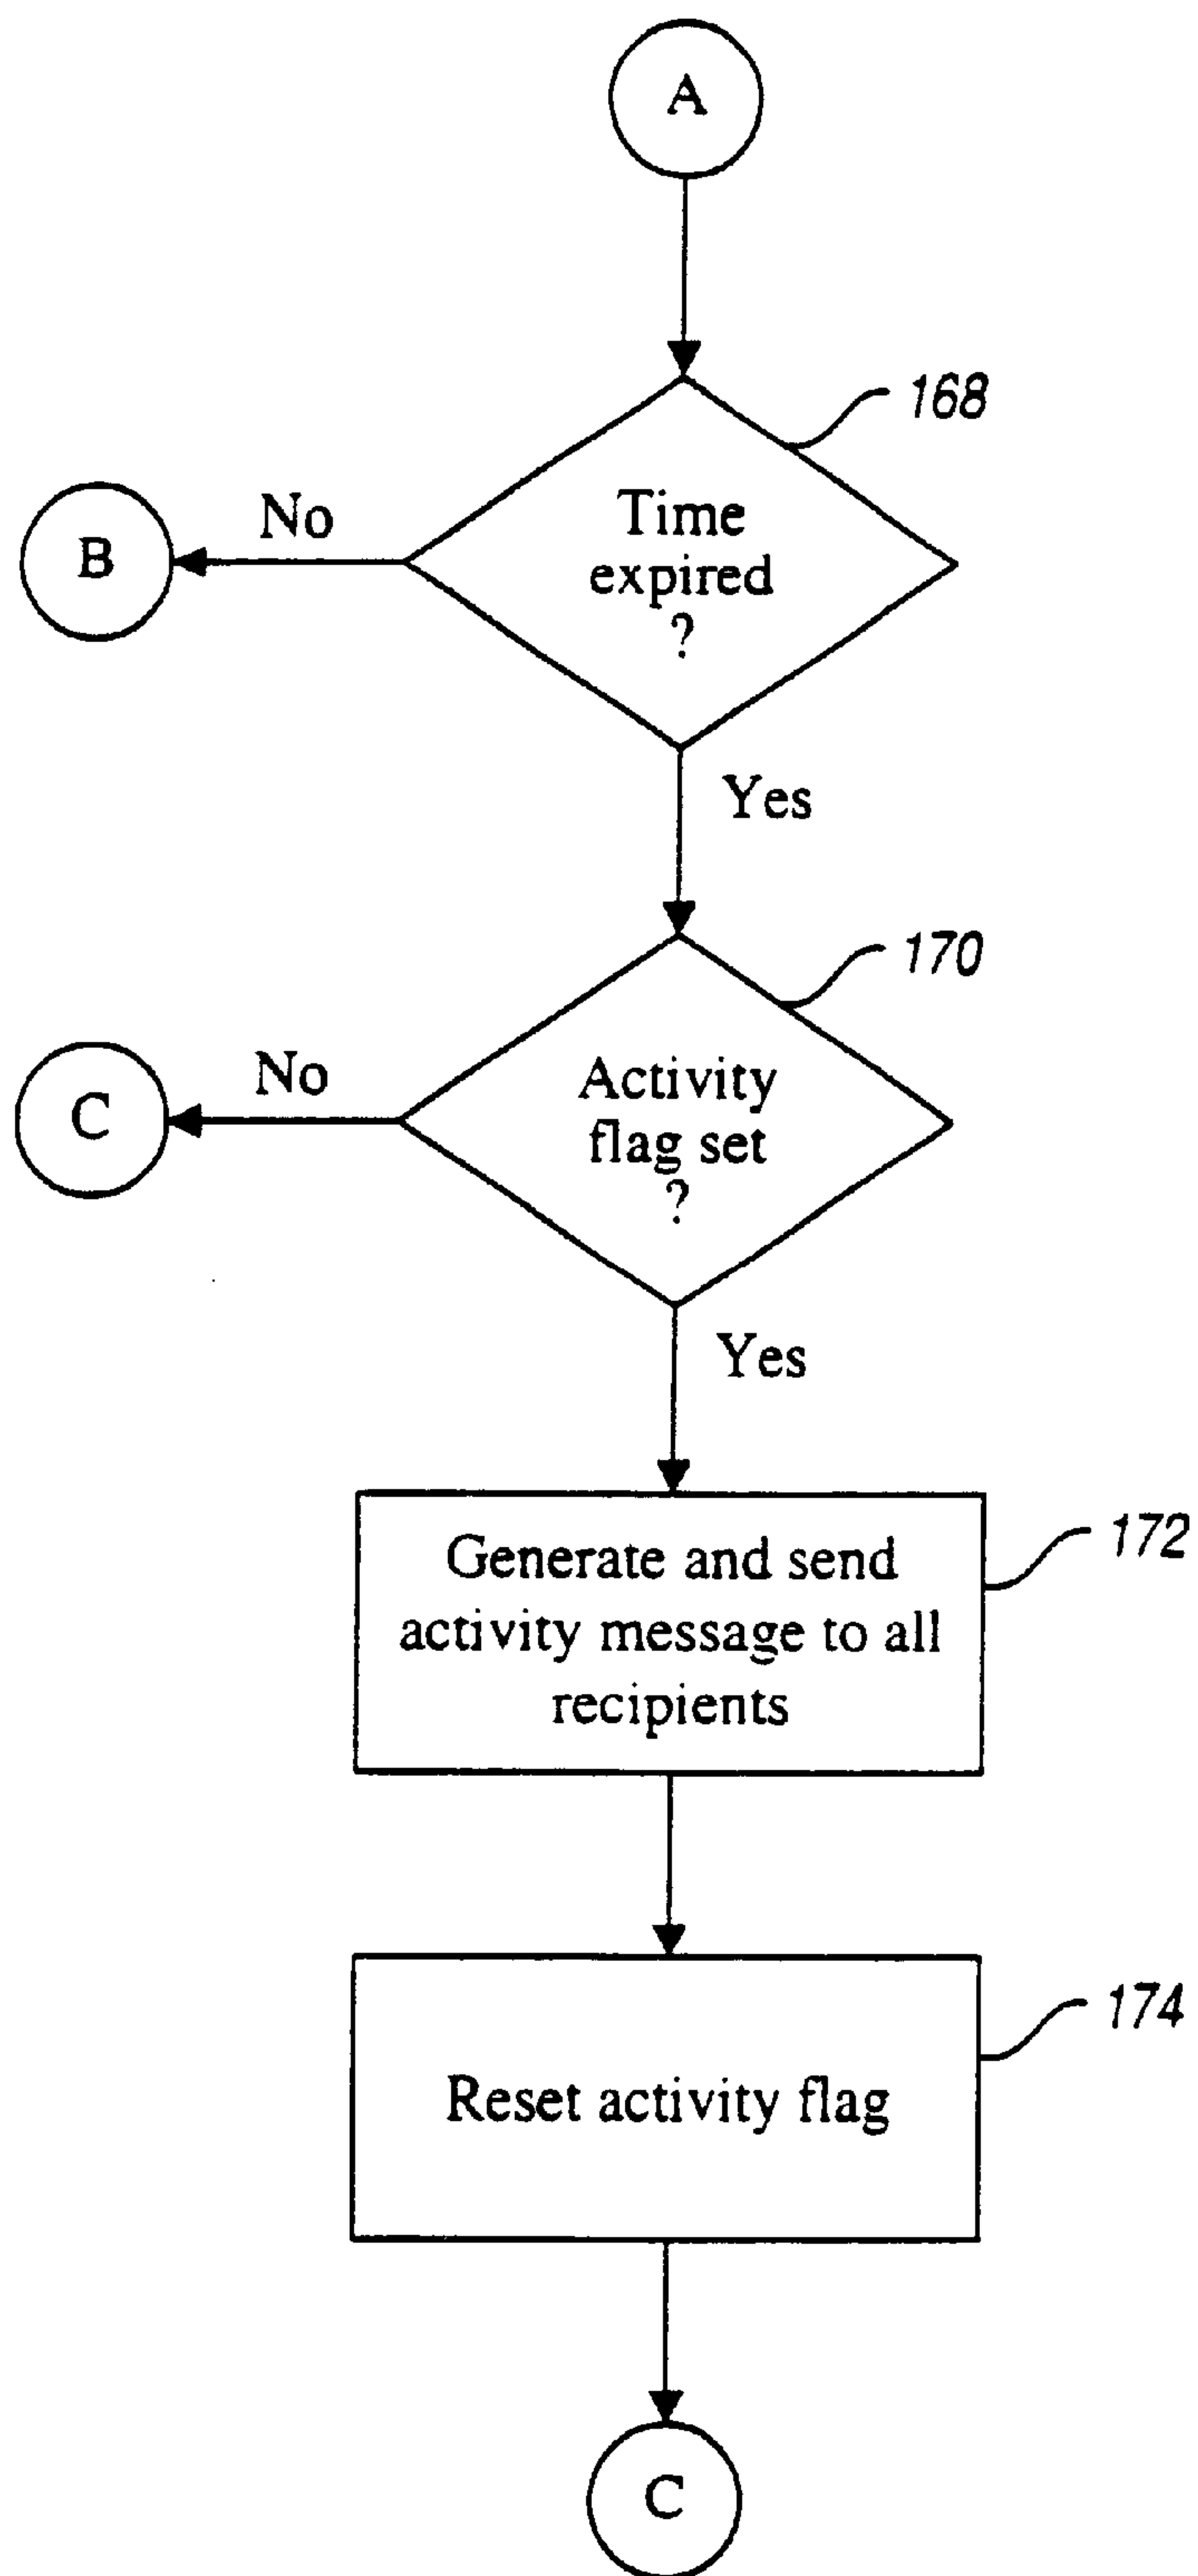 A
168
Time
expired
?
No
B
Yes
170
Activity
flag set
?
No
C
Yes
172
Generate and send
activity message to all
recipients
174
Reset activity flag
C